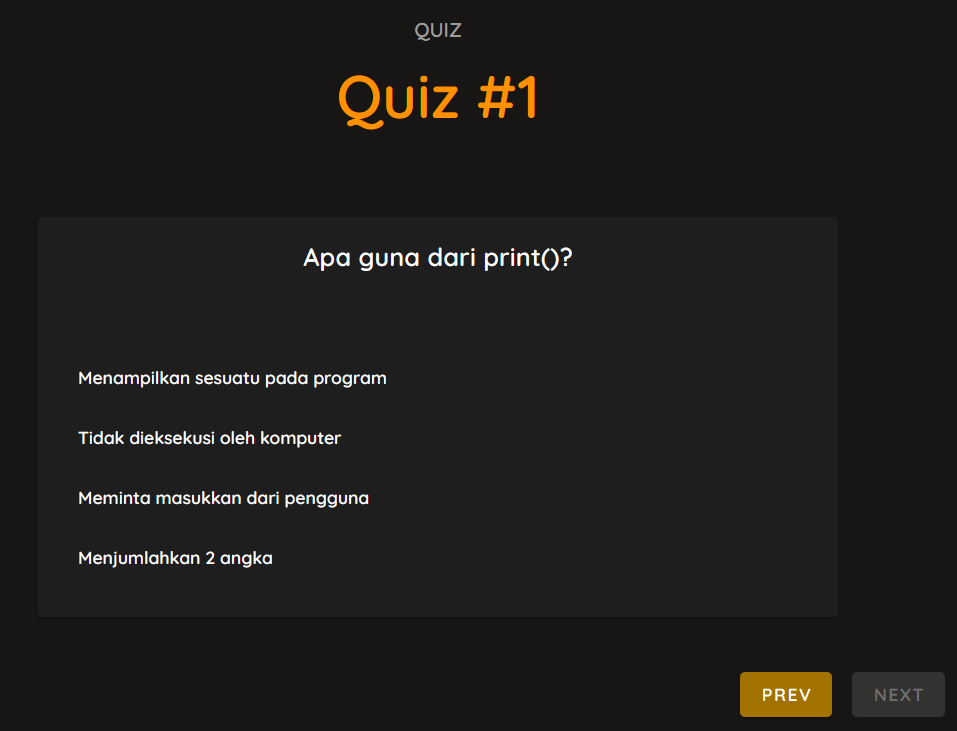 QUIZ
Quiz #1
Apa guna dari print()?
Menampilkan sesuatu pada program
Tidak dieksekusi oleh komputer
Meminta masukkan dari pengguna
Menjumlahkan 2 angka
PREV
NEXT